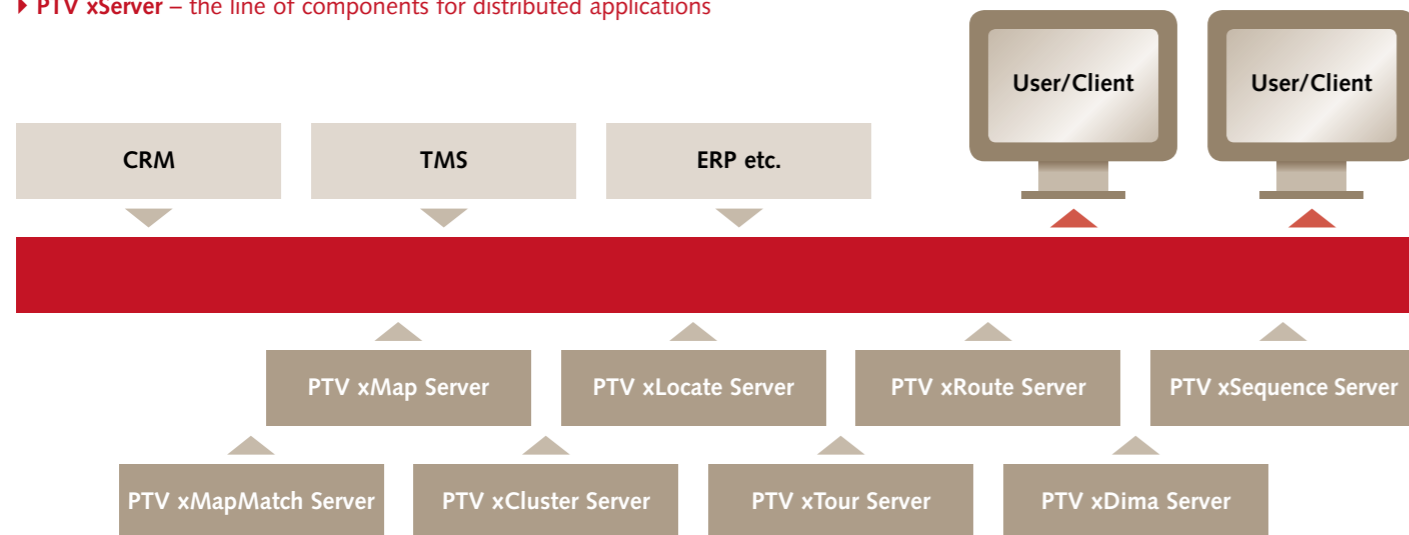 PTV xServer – the line of components for distributed applications
User/Client
User/Client
CRM
TMS
ERP etc.
PTV xMap Server
PTV xLocate Server
PTV xRoute Server
PTV xSequence Server
PTV xMapMatch Server
PTV xCluster Server
PTV xTour Server
PTV xDima Server